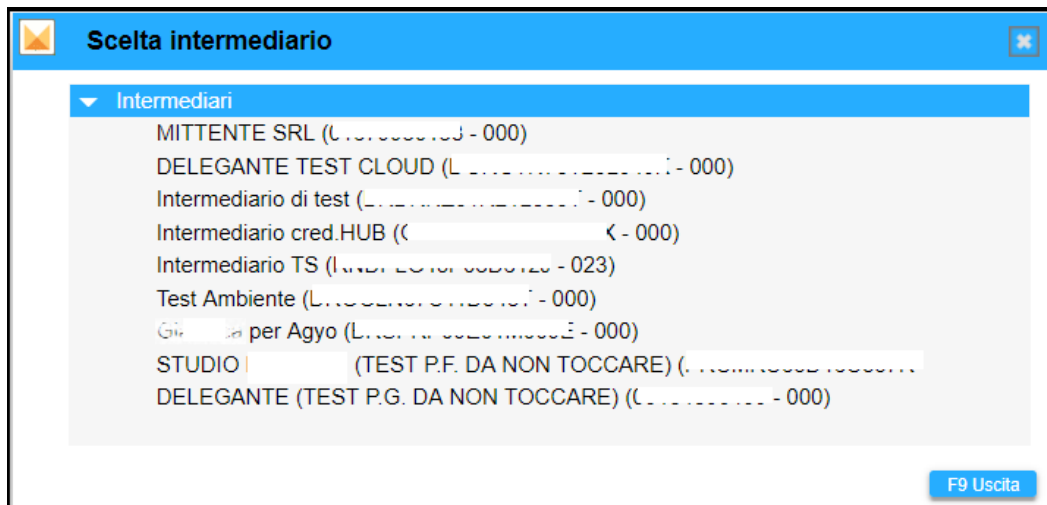 Scelta intermediario
Intermediari
MITTENTE SRL ( - 000)
DELEGANTE TEST CLOUD ( - 000)
Intermediario di test ( - 000)
Intermediario cred.HUB ( - 000)
Intermediario TS ( - 023)
Test Ambiente ( - 000)
per Agyo ( - 000)
STUDIO (TEST P.F. DA NON TOCCARE) (
DELEGANTE (TEST P.G. DA NON TOCCARE) ( - 000)
F9 Uscita